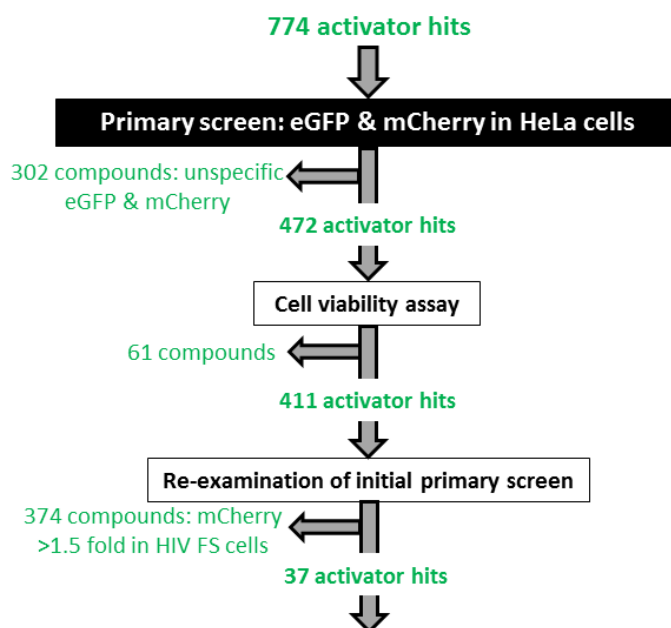 774 activator hits
Primary screen: eGFP & mCherry in HeLa cells
302 compounds: unspecific
eGFP & mCherry
472 activator hits
Cell viability assay
61 compounds
411 activator hits
Re-examination of initial primary screen
374 compounds: mCherry
>1.5 fold in HIV FS cells
37 activator hits